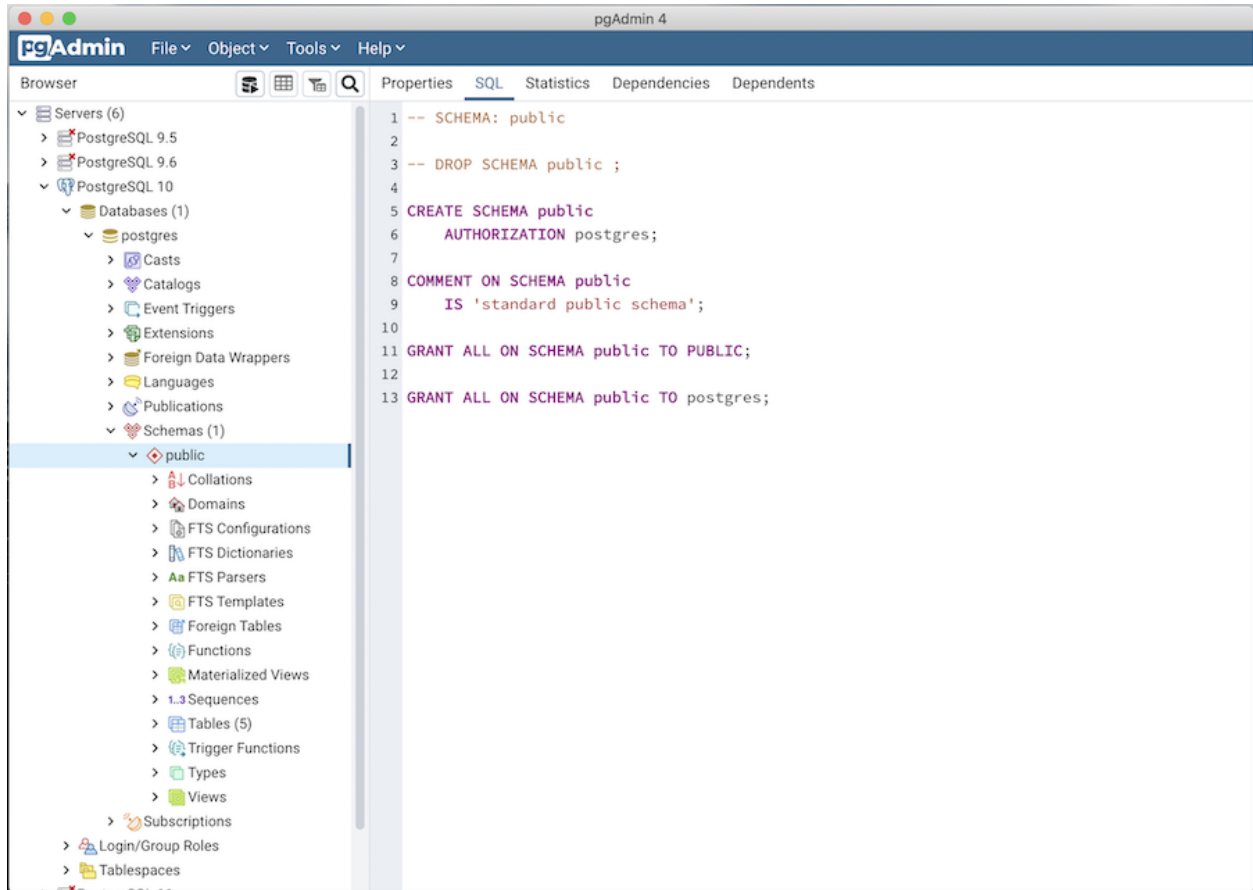 pgAdmin 4
pgAdmin File Object Tools Help
Browser
Properties SQL Statistics Dependencies Dependents
Servers (6)
PostgreSQL 9.5
PostgreSQL 9.6
PostgreSQL 10
Databases (1)
postgres
Casts
Catalogs
Event Triggers
Extensions
Foreign Data Wrappers
Languages
Publications
Schemas (1)
public
Collations
Domains
FTS Configurations
FTS Dictionaries
Aa FTS Parsers
FTS Templates
Foreign Tables
Functions
Materialized Views
1..3 Sequences
Tables (5)
Trigger Functions
Types
Views
Subscriptions
Login/Group Roles
Tablespaces
1 -- SCHEMA: public
2
3 -- DROP SCHEMA public ;
4
5 CREATE SCHEMA public
6     AUTHORIZATION postgres;
7
8 COMMENT ON SCHEMA public
9     IS 'standard public schema';
10
11 GRANT ALL ON SCHEMA public TO PUBLIC;
12
13 GRANT ALL ON SCHEMA public TO postgres;